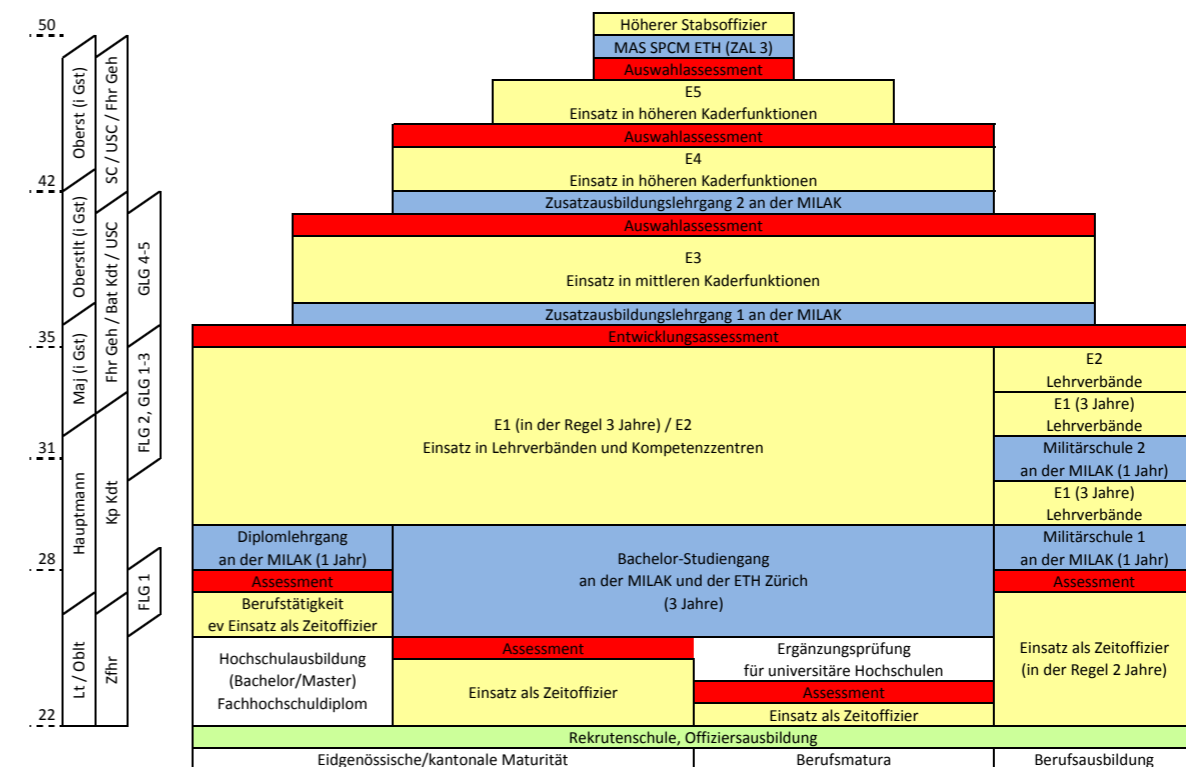 50
42
35
31
28
22
Oberst (i Gst)
Oberstlt (i Gst)
Maj (i Gst)
Hauptmann
Lt / Oblt
SC / USC / Fhr Geh
Fhr Geh / Bat Kdt / USC
Kp Kdt
Zfhr
GLG 4-5
FLG 2, GLG 1-3
FLG 1
Höherer Stabsoffizier
MAS SPCM ETH (ZAL 3)
Auswahlassessment
E5
Einsatz in höheren Kaderfunktionen
Auswahlassessment
E4
Einsatz in höheren Kaderfunktionen
Zusatzausbildungslehrgang 2 an der MILAK
Auswahlassessment
E3
Einsatz in mittleren Kaderfunktionen
Zusatzausbildungslehrgang 1 an der MILAK
Entwicklungsassessment
E1 (in der Regel 3 Jahre) / E2
Einsatz in Lehrverbänden und Kompetenzzentren
E2
Lehrverbände
E1 (3 Jahre)
Lehrverbände
Militärschule 2
an der MILAK (1 Jahr)
E1 (3 Jahre)
Lehrverbände
Diplomlehrgang
an der MILAK (1 Jahr)
Assessment
Berufstätigkeit
ev Einsatz als Zeitoffizier
Hochschulausbildung
(Bachelor/Master)
Fachhochschuldiplom
Bachelor-Studiengang
an der MILAK und der ETH Zürich
(3 Jahre)
Assessment
Einsatz als Zeitoffizier
Ergänzungsprüfung
für universitäre Hochschulen
Assessment
Einsatz als Zeitoffizier
Militärschule 1
an der MILAK (1 Jahr)
Assessment
Einsatz als Zeitoffizier
(in der Regel 2 Jahre)
Rekrutenschule, Offiziersausbildung
Eidgenössische/kantonale Maturität
Berufsmatura
Berufsausbildung